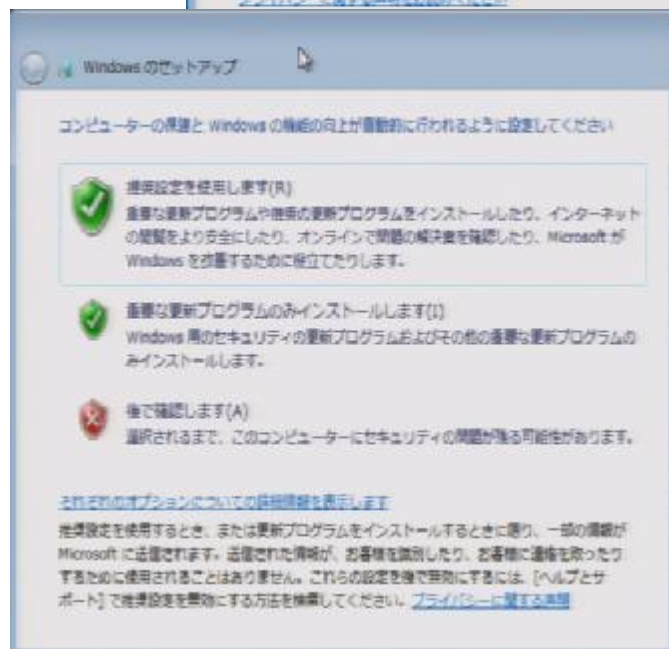 プライバシーに関する声明をお読みください
Windows のセットアップ
コンピューターの保護と Windows の機能の向上が自動的に行われるように設定してください
推奨設定を使用します(R)
重要な更新プログラムや推奨の更新プログラムをインストールしたり、インターネット
の閲覧をより安全にしたり、オンラインで問題の解決策を確認したり、Microsoft が
Windows を改善するために役立てたりします。
重要な更新プログラムのみインストールします(I)
Windows 用のセキュリティの更新プログラムおよびその他の重要な更新プログラムの
みインストールします。
後で確認します(A)
選択されるまで、このコンピューターにセキュリティの問題が残る可能性があります。
それぞれのオプションについての詳細情報を表示します
推奨設定を使用するとき、または更新プログラムをインストールするときに限り、一部の情報が
Microsoft に送信されます。送信された情報が、お客様を識別したり、お客様に連絡を取ったり
するために使用されることはありません。これらの設定を後で無効にするには、[ヘルプとサ
ポート] で推奨設定を無効にする方法を検索してください。プライバシーに関する声明